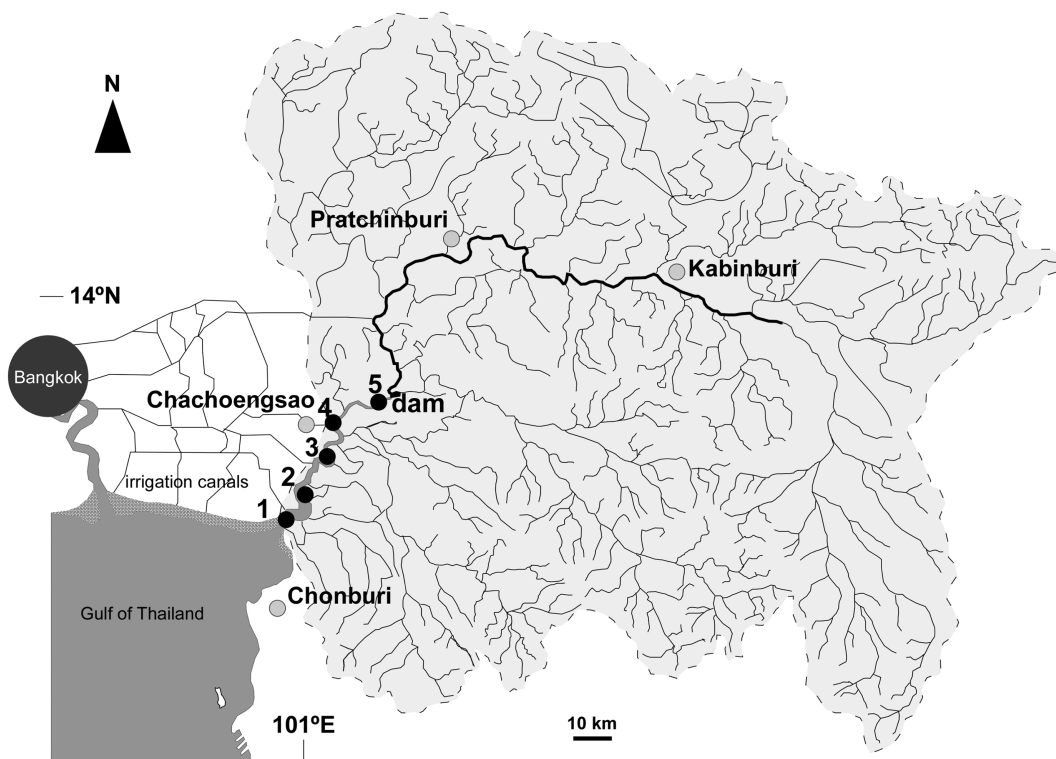 N
Pratchinburi
Kabinburi
14ºN
Bangkok
5
dam
Chachoengsao
4
3
irrigation canals
2
1
Chonburi
Gulf of Thailand
101ºE
10 km